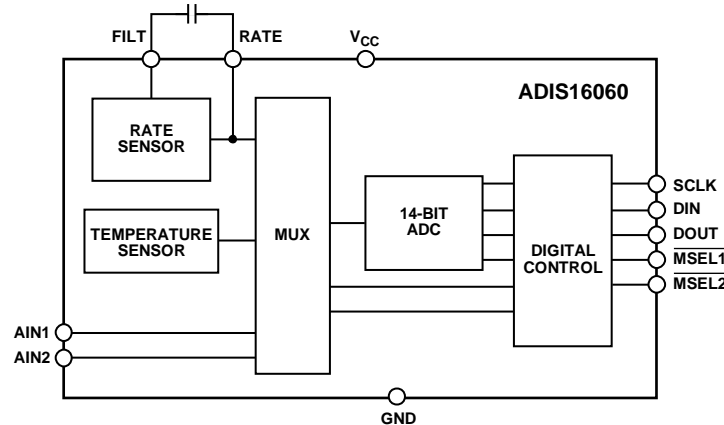 FILT
RATE
VCC
ADIS16060
RATE
SENSOR
TEMPERATURE
SENSOR
MUX
14-BIT
ADC
DIGITAL
CONTROL
SCLK
DIN
DOUT
MSEL1
MSEL2
AIN1
AIN2
GND